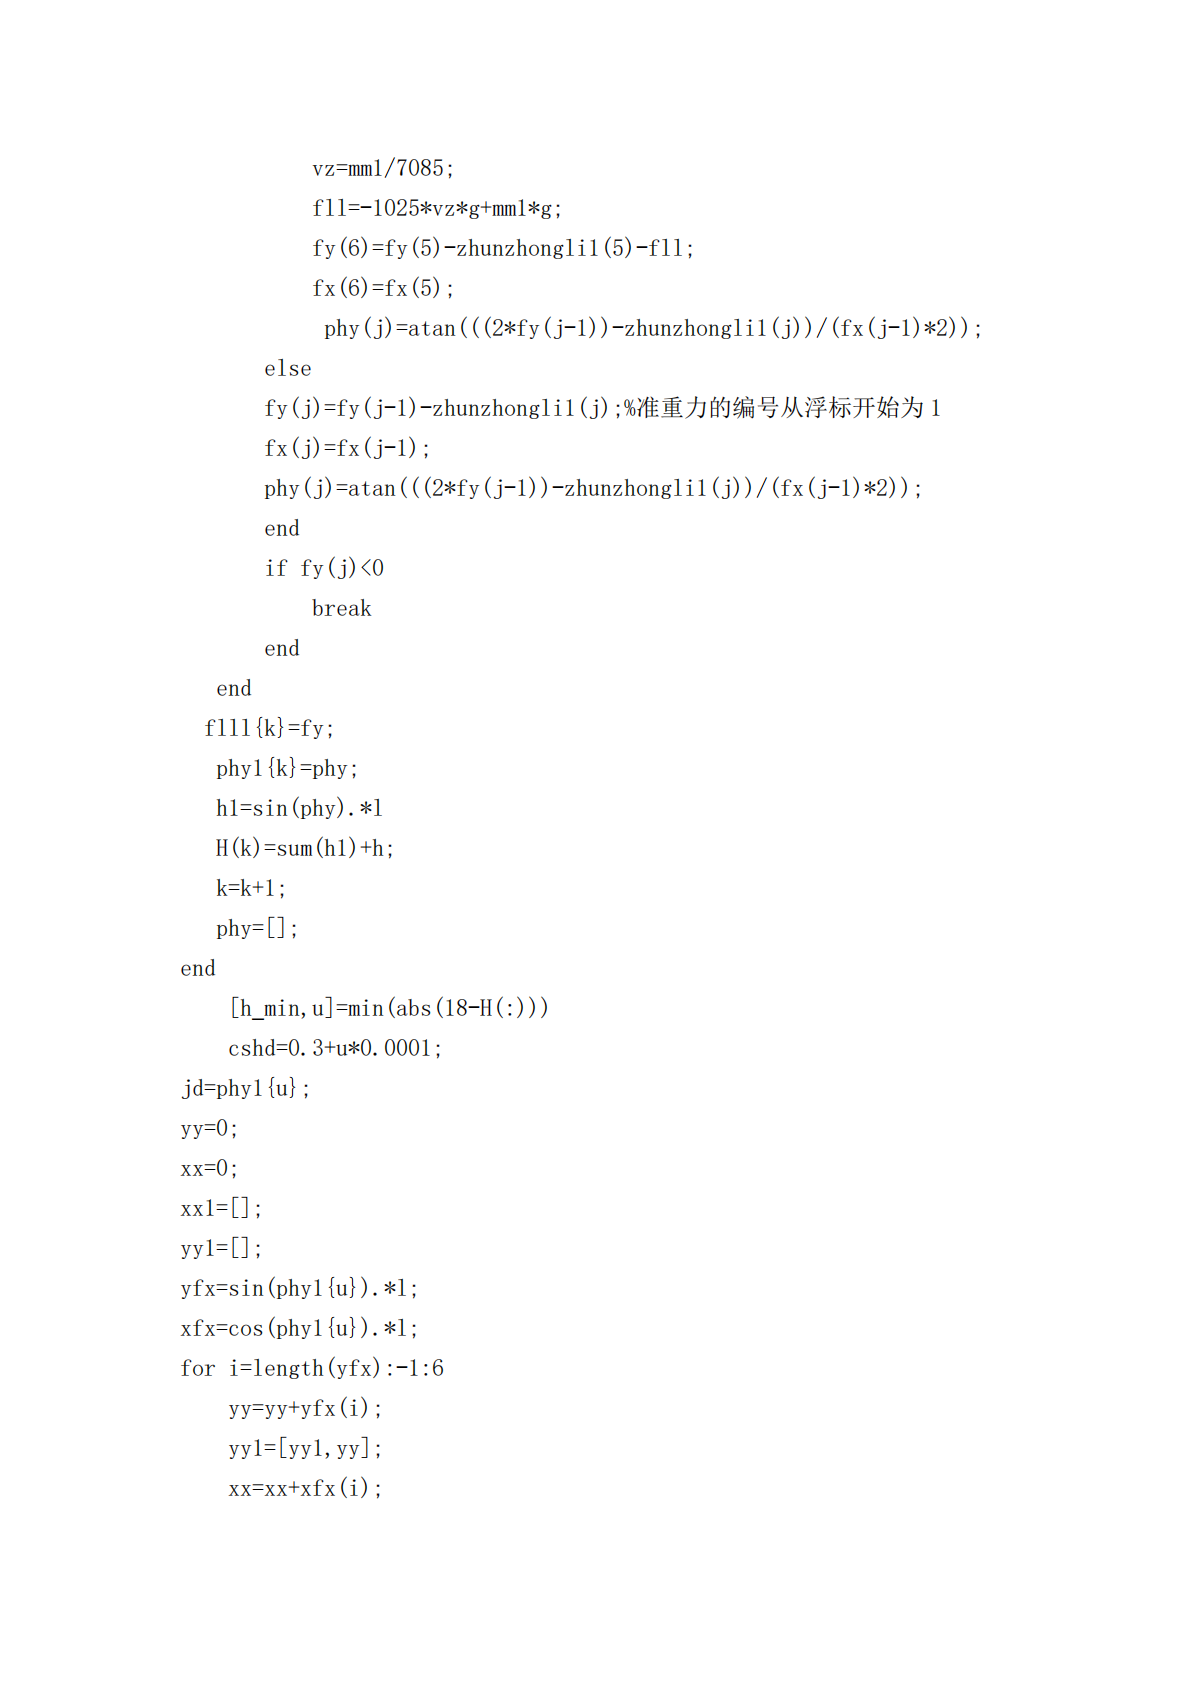 vz=mm1/7085;
fll=-1025*vz*g+mm1*g;
fy(6)=fy(5)-zhunzhongli1(5)-fll;
fx(6)=fx(5);
phy(j)=atan(((2*fy(j-1))-zhunzhongli1(j))/(fx(j-1)*2));
else
fy(j)=fy(j-1)-zhunzhongli1(j);%准重力的编号从浮标开始为 1
fx(j)=fx(j-1);
phy(j)=atan(((2*fy(j-1))-zhunzhongli1(j))/(fx(j-1)*2));
end
if fy(j)<0
break
end
end
flll{k}=fy;
phy1{k}=phy;
h1=sin(phy).*l
H(k)=sum(h1)+h;
k=k+1;
phy=[];
end
[h_min,u]=min(abs(18-H(:)))
cshd=0.3+u*0.0001;
jd=phy1{u};
yy=0;
xx=0;
xx1=[];
yy1=[];
yfx=sin(phy1{u}).*l;
xfx=cos(phy1{u}).*l;
for i=length(yfx):-1:6
yy=yy+yfx(i);
yy1=[yy1,yy];
xx=xx+xfx(i);